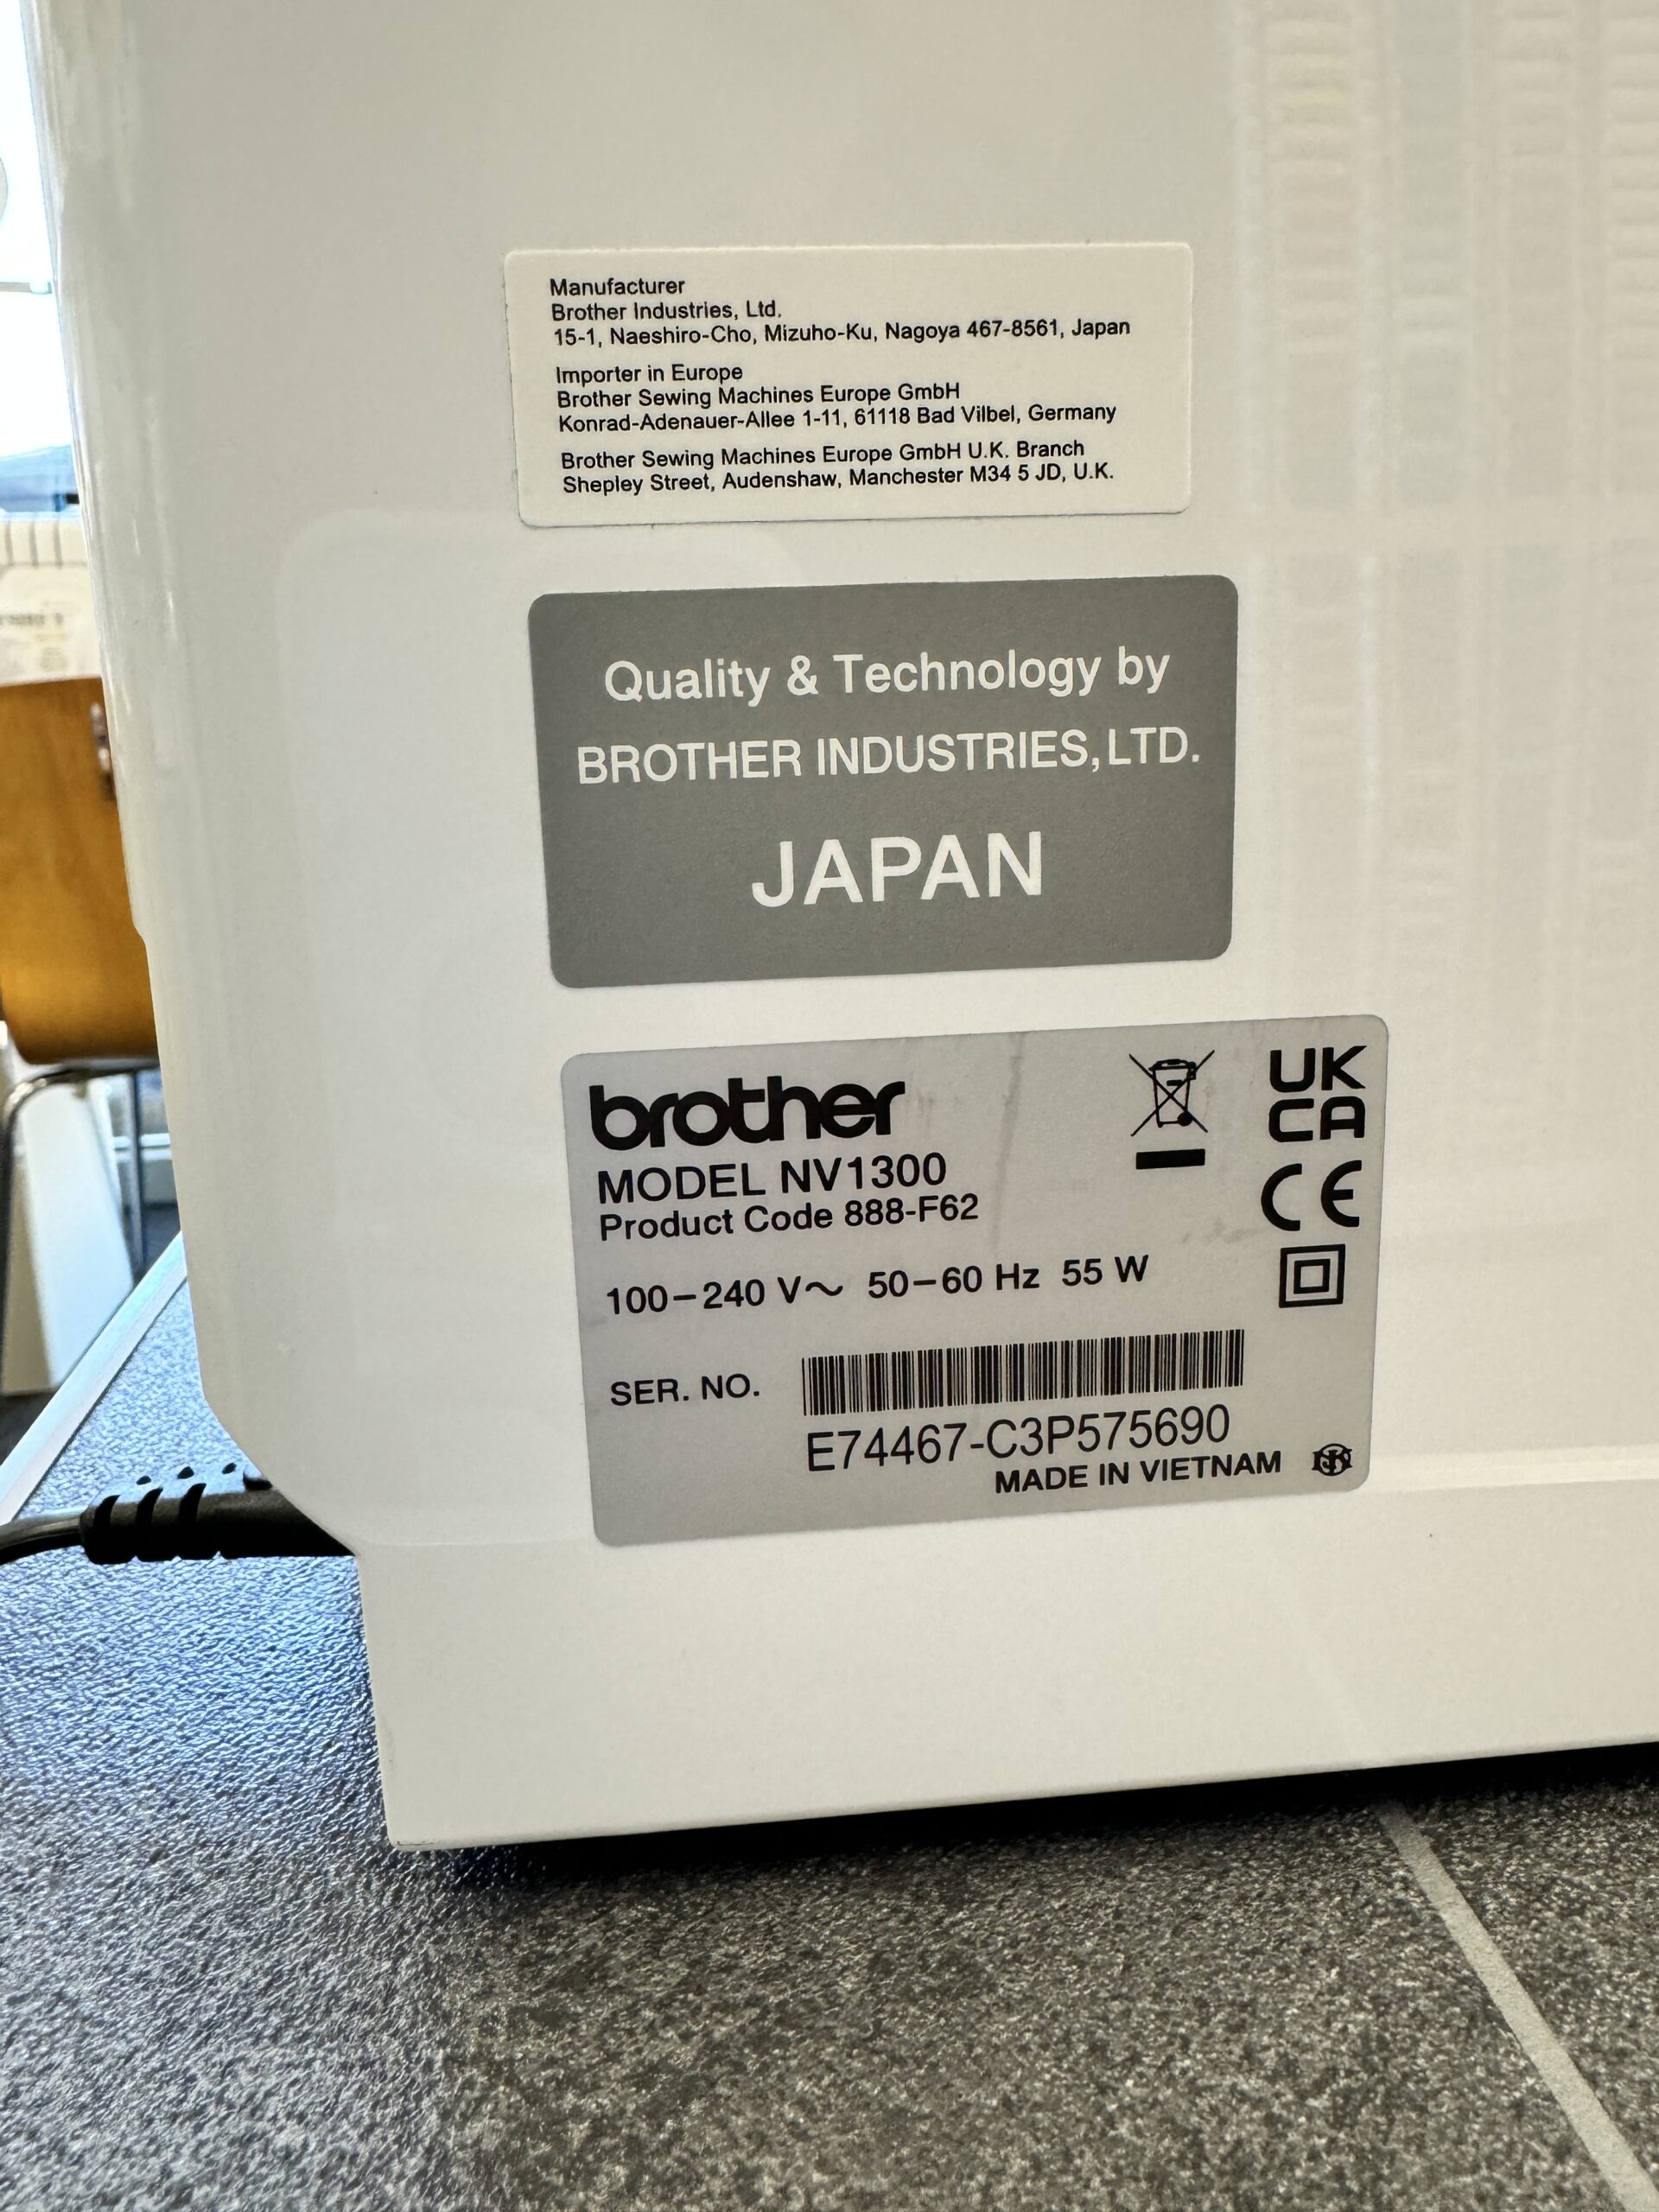 Manufacturer
Brother Industries, Ltd.
15-1, Naeshiro-Cho, Mizuho-Ku, Nagoya 467-8561, Japan
Importer in Europe
Brother Sewing Machines Europe GmbH
Konrad-Adenauer-Allee 1-11, 61118 Bad Vilbel, Germany
Brother Sewing Machines Europe GmbH U.K. Branch
Shepley Street, Audenshaw, Manchester M34 5 JD, U.K.
Quality & Technology by
BROTHER INDUSTRIES,LTD.
JAPAN
brother
UK
CA
MODEL NV1300
CE
Product Code 888-F62
100-240 V~ 50-60 Hz 55 W
SER. NO.
E74467-C3P575690
MADE IN VIETNAM